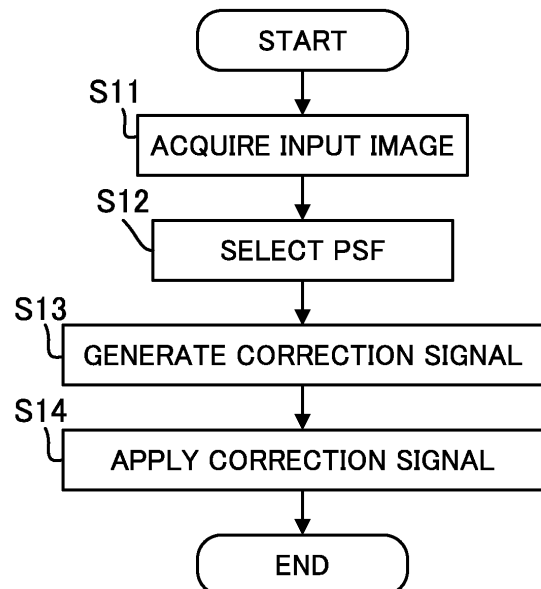 START
S11
ACQUIRE INPUT IMAGE
S12
SELECT PSF
S13
GENERATE CORRECTION SIGNAL
S14
APPLY CORRECTION SIGNAL
END